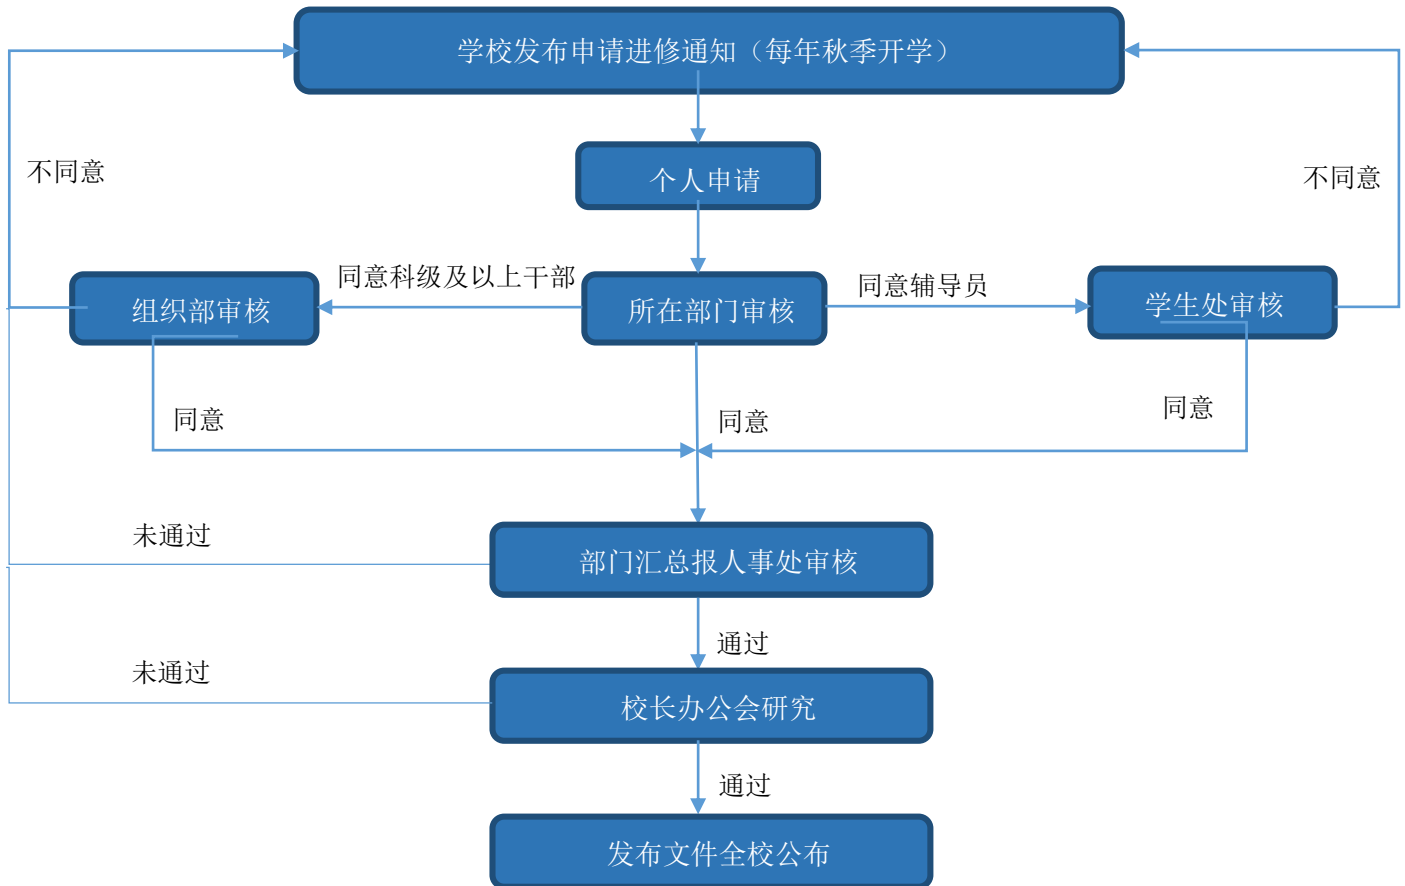 学校发布申请进修通知（每年秋季开学）
不同意
不同意
个人申请
同意科级及以上干部
同意辅导员
组织部审核
所在部门审核
学生处审核
同意
同意
同意
未通过
部门汇总报人事处审核
通过
未通过
校长办公会研究
通过
发布文件全校公布